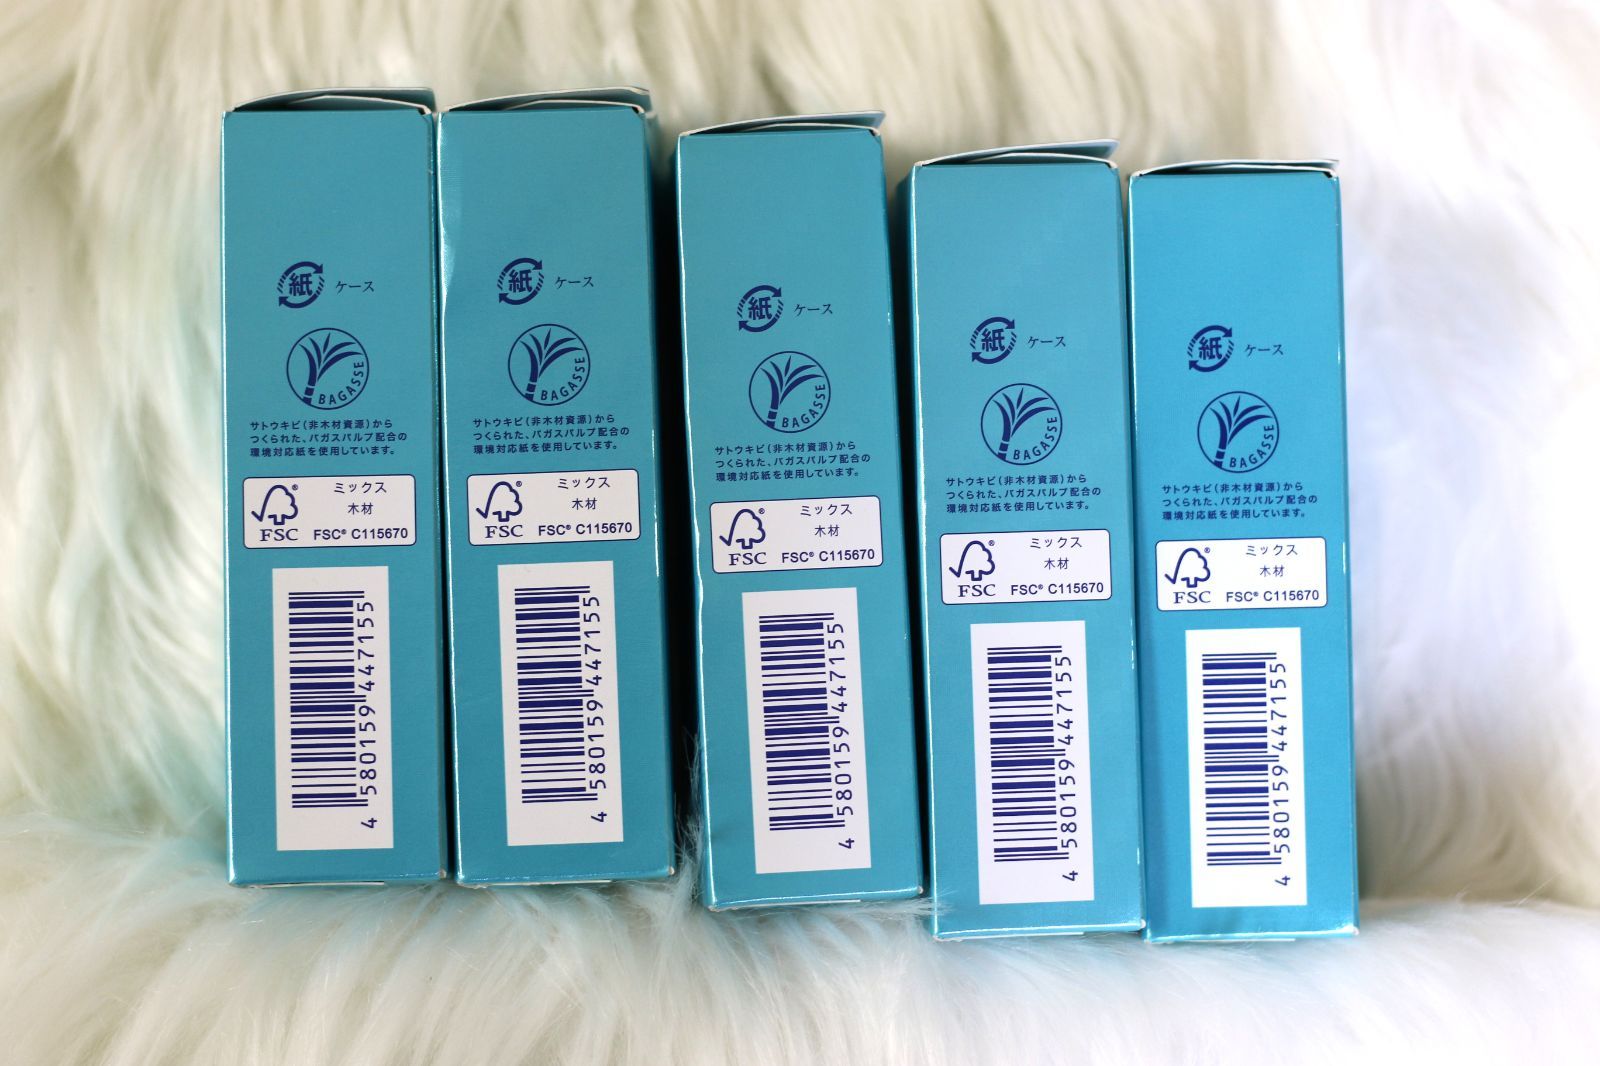 紙 ケース
BAGASSE
サトウキビ(非木材資源)から
つくられた、バガスパルプ配合の
環境対応紙を使用しています。
FSC®
ミックス
木材
FSC® C115670
4 580159 447155
紙 ケース
BAGASSE
サトウキビ(非木材資源)から
つくられた、バガスパルプ配合の
環境対応紙を使用しています。
FSC®
ミックス
木材
FSC® C115670
4 580159 447155
紙 ケース
BAGASSE
サトウキビ(非木材資源)から
つくられた、バガスパルプ配合の
環境対応紙を使用しています。
FSC®
ミックス
木材
FSC® C115670
4 580159 447155
紙 ケース
BAGASSE
サトウキビ(非木材資源)から
つくられた、バガスパルプ配合の
環境対応紙を使用しています。
FSC®
ミックス
木材
FSC® C115670
4 580159 447155
紙 ケース
BAGASSE
サトウキビ(非木材資源)から
つくられた、バガスパルプ配合の
環境対応紙を使用しています。
FSC®
ミックス
木材
FSC® C115670
4 580159 447155